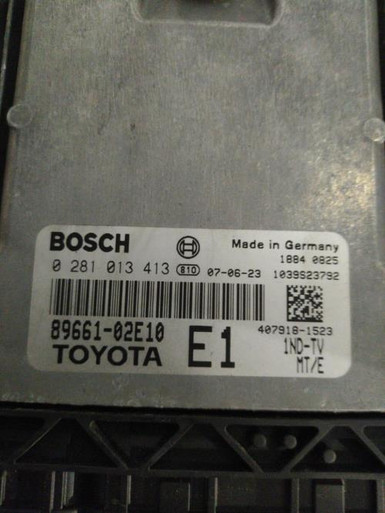 BOSCH Made in Germany
1884 0825
0 281 013 413 810 07-06-23 1039S23792
407918-1523
89661-02E10 E1 1ND-TV
TOYOTA MT/E